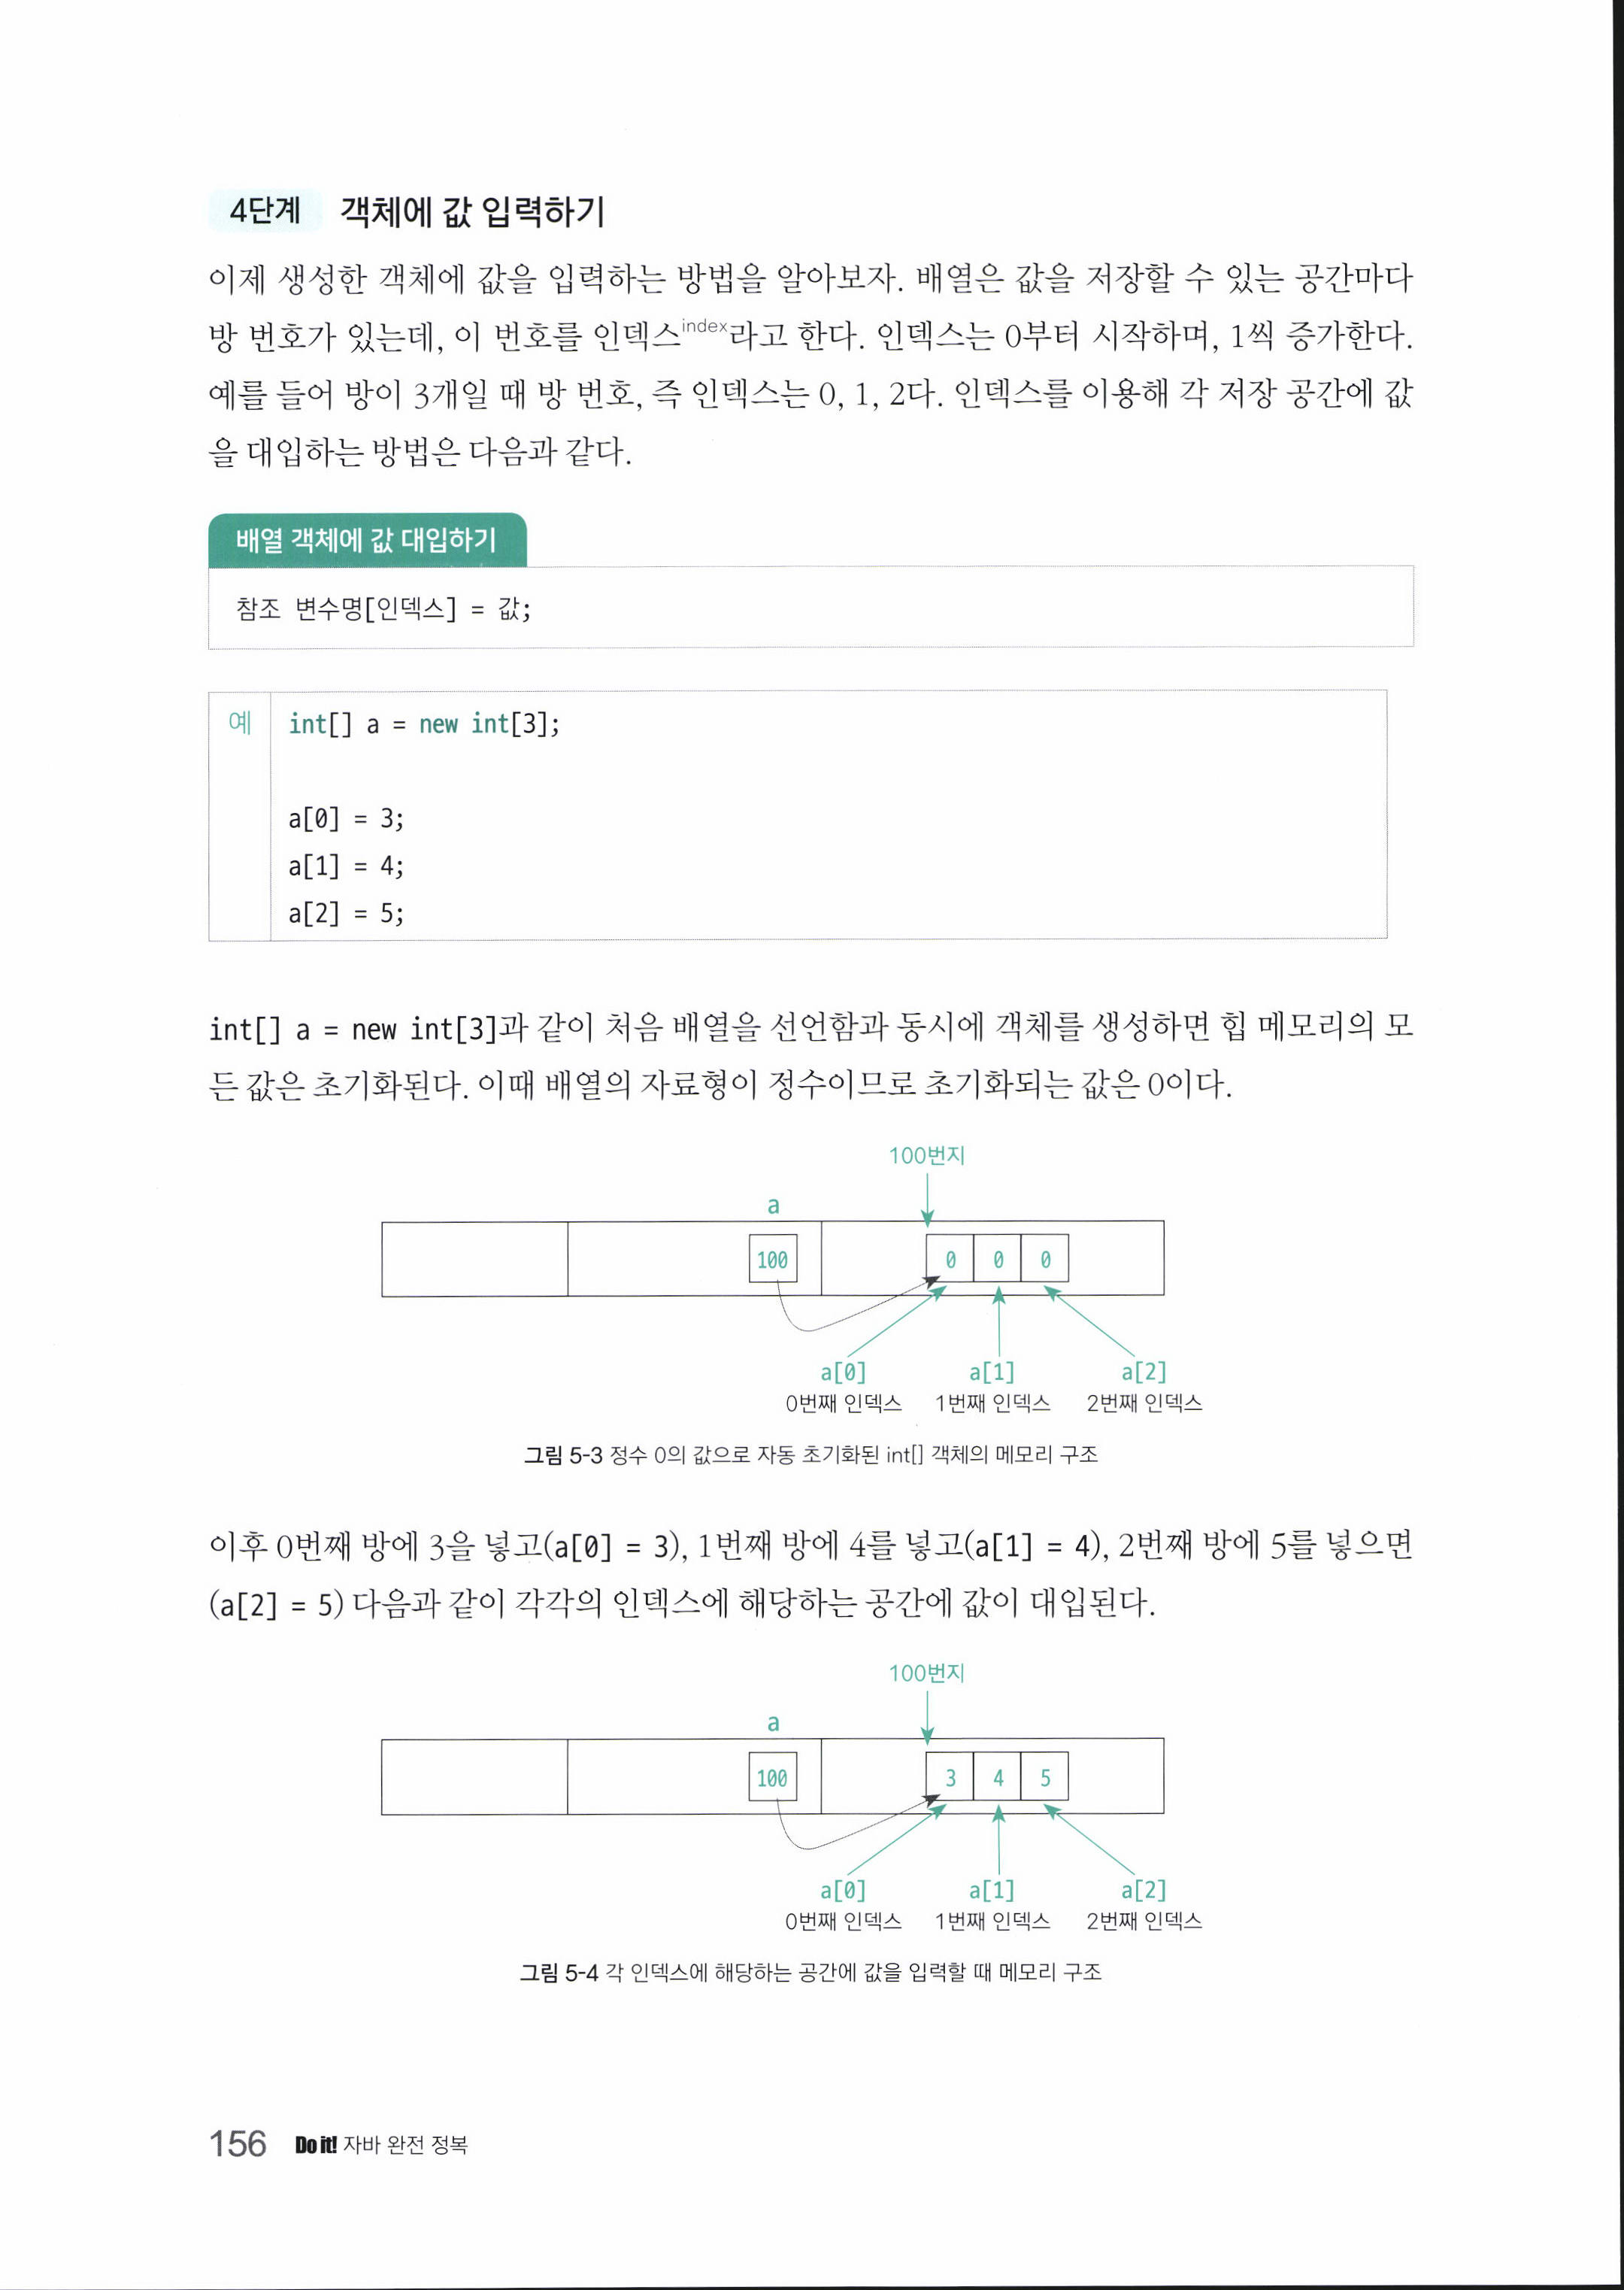 4단계 객체에 값 입력하기
이제 생성한 객체에 값을 입력하는 방법을 알아보자. 배열은 값을 저장할 수 있는 공간마다
방 번호가 있는데, 이 번호를 인덱스index라고 한다. 인덱스는 0부터 시작하며, 1씩 증가한다.
예를 들어 방이 3개일 때 방 번호, 즉 인덱스는 0, 1, 2다. 인덱스를 이용해 각 저장 공간에 값
을 대입하는 방법은 다음과 같다.
배열 객체에 값 대입하기
참조 변수명[인덱스] = 값;
예 int[] a = new int[3];
a[0] = 3;
a[1] = 4;
a[2] = 5;
int[] a = new int[3]과 같이 처음 배열을 선언함과 동시에 객체를 생성하면 힙 메모리의 모
든 값은 초기화된다. 이때 배열의 자료형이 정수이므로 초기화되는 값은 0이다.
100번지
a
100 0 0 0
a[0] a[1] a[2]
0번째 인덱스 1번째 인덱스 2번째 인덱스
그림 5-3 정수 0의 값으로 자동 초기화된 int[] 객체의 메모리 구조
이후 0번째 방에 3을 넣고(a[0] = 3), 1번째 방에 4를 넣고(a[1] = 4), 2번째 방에 5를 넣으면
(a[2] = 5) 다음과 같이 각각의 인덱스에 해당하는 공간에 값이 대입된다.
100번지
a
100 3 4 5
a[0] a[1] a[2]
0번째 인덱스 1번째 인덱스 2번째 인덱스
그림 5-4 각 인덱스에 해당하는 공간에 값을 입력할 때 메모리 구조
156 Do it! 자바 완전 정복